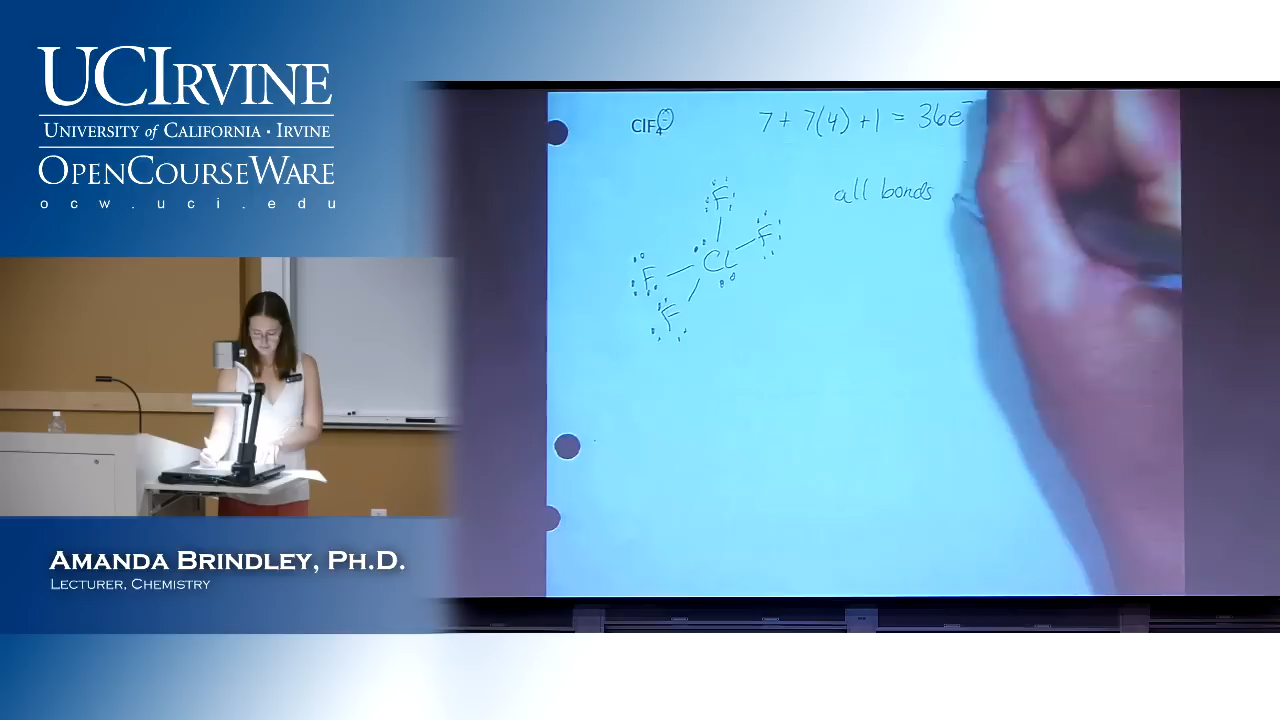 UCIRVINE
UNIVERSITY of CALIFORNIA · IRVINE
OPENCOURSEWARE
ocw.uci.edu
AMANDA BRINDLEY, PH.D.
LECTURER, CHEMISTRY
ClF4⁻ 7 + 7(4) + 1 = 36e⁻
all bonds
F
F
Cl
F
F